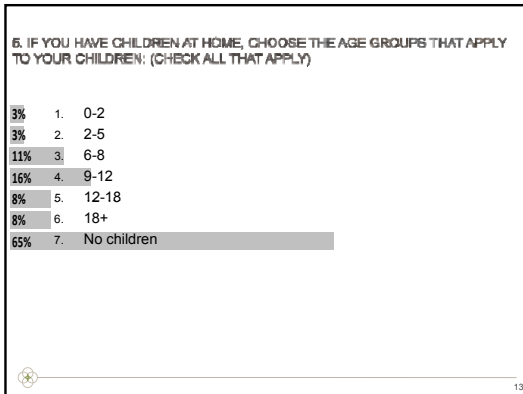 5. IF YOU HAVE CHILDREN AT HOME, CHOOSE THE AGE GROUPS THAT APPLY
TO YOUR CHILDREN: (CHECK ALL THAT APPLY)
3% 1. 0-2
3% 2. 2-5
11% 3. 6-8
16% 4. 9-12
8% 5. 12-18
8% 6. 18+
65% 7. No children
13